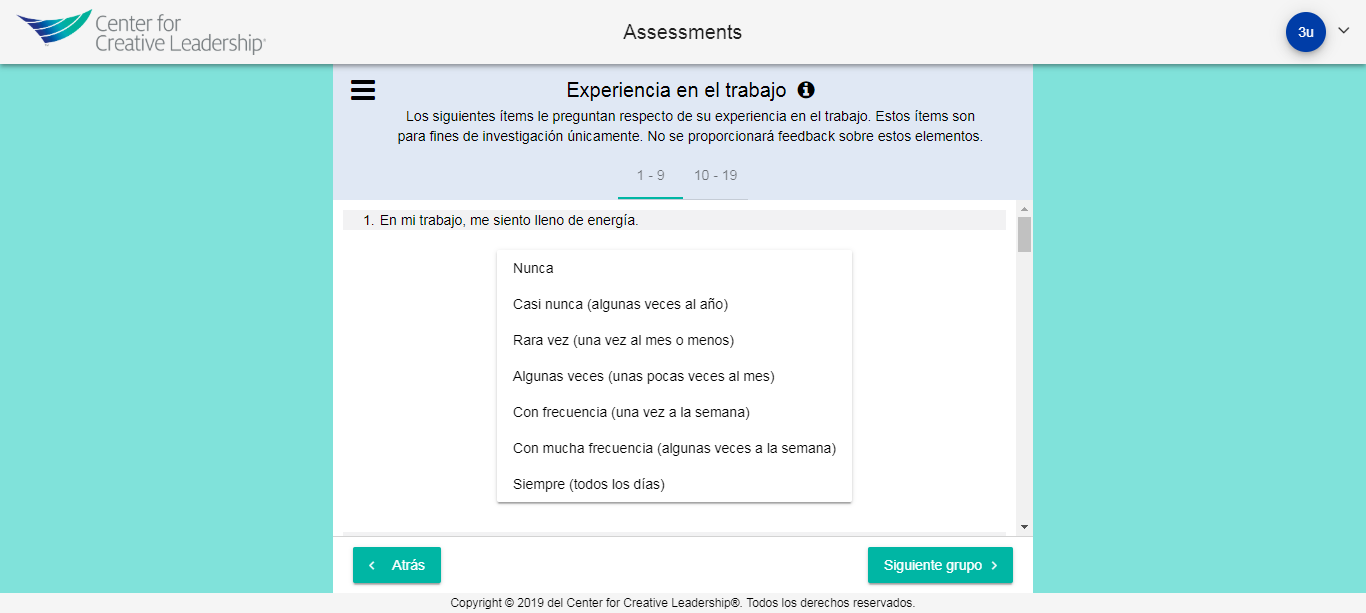 Center for
Creative Leadership®
Assessments
3u
Experiencia en el trabajo
Los siguientes ítems le preguntan respecto de su experiencia en el trabajo. Estos ítems son
para fines de investigación únicamente. No se proporcionará feedback sobre estos elementos.
1 - 9
10 - 19
1. En mi trabajo, me siento lleno de energía.
Nunca
Casi nunca (algunas veces al año)
Rara vez (una vez al mes o menos)
Algunas veces (unas pocas veces al mes)
Con frecuencia (una vez a la semana)
Con mucha frecuencia (algunas veces a la semana)
Siempre (todos los días)
Atrás
Siguiente grupo
Copyright © 2019 del Center for Creative Leadership®. Todos los derechos reservados.